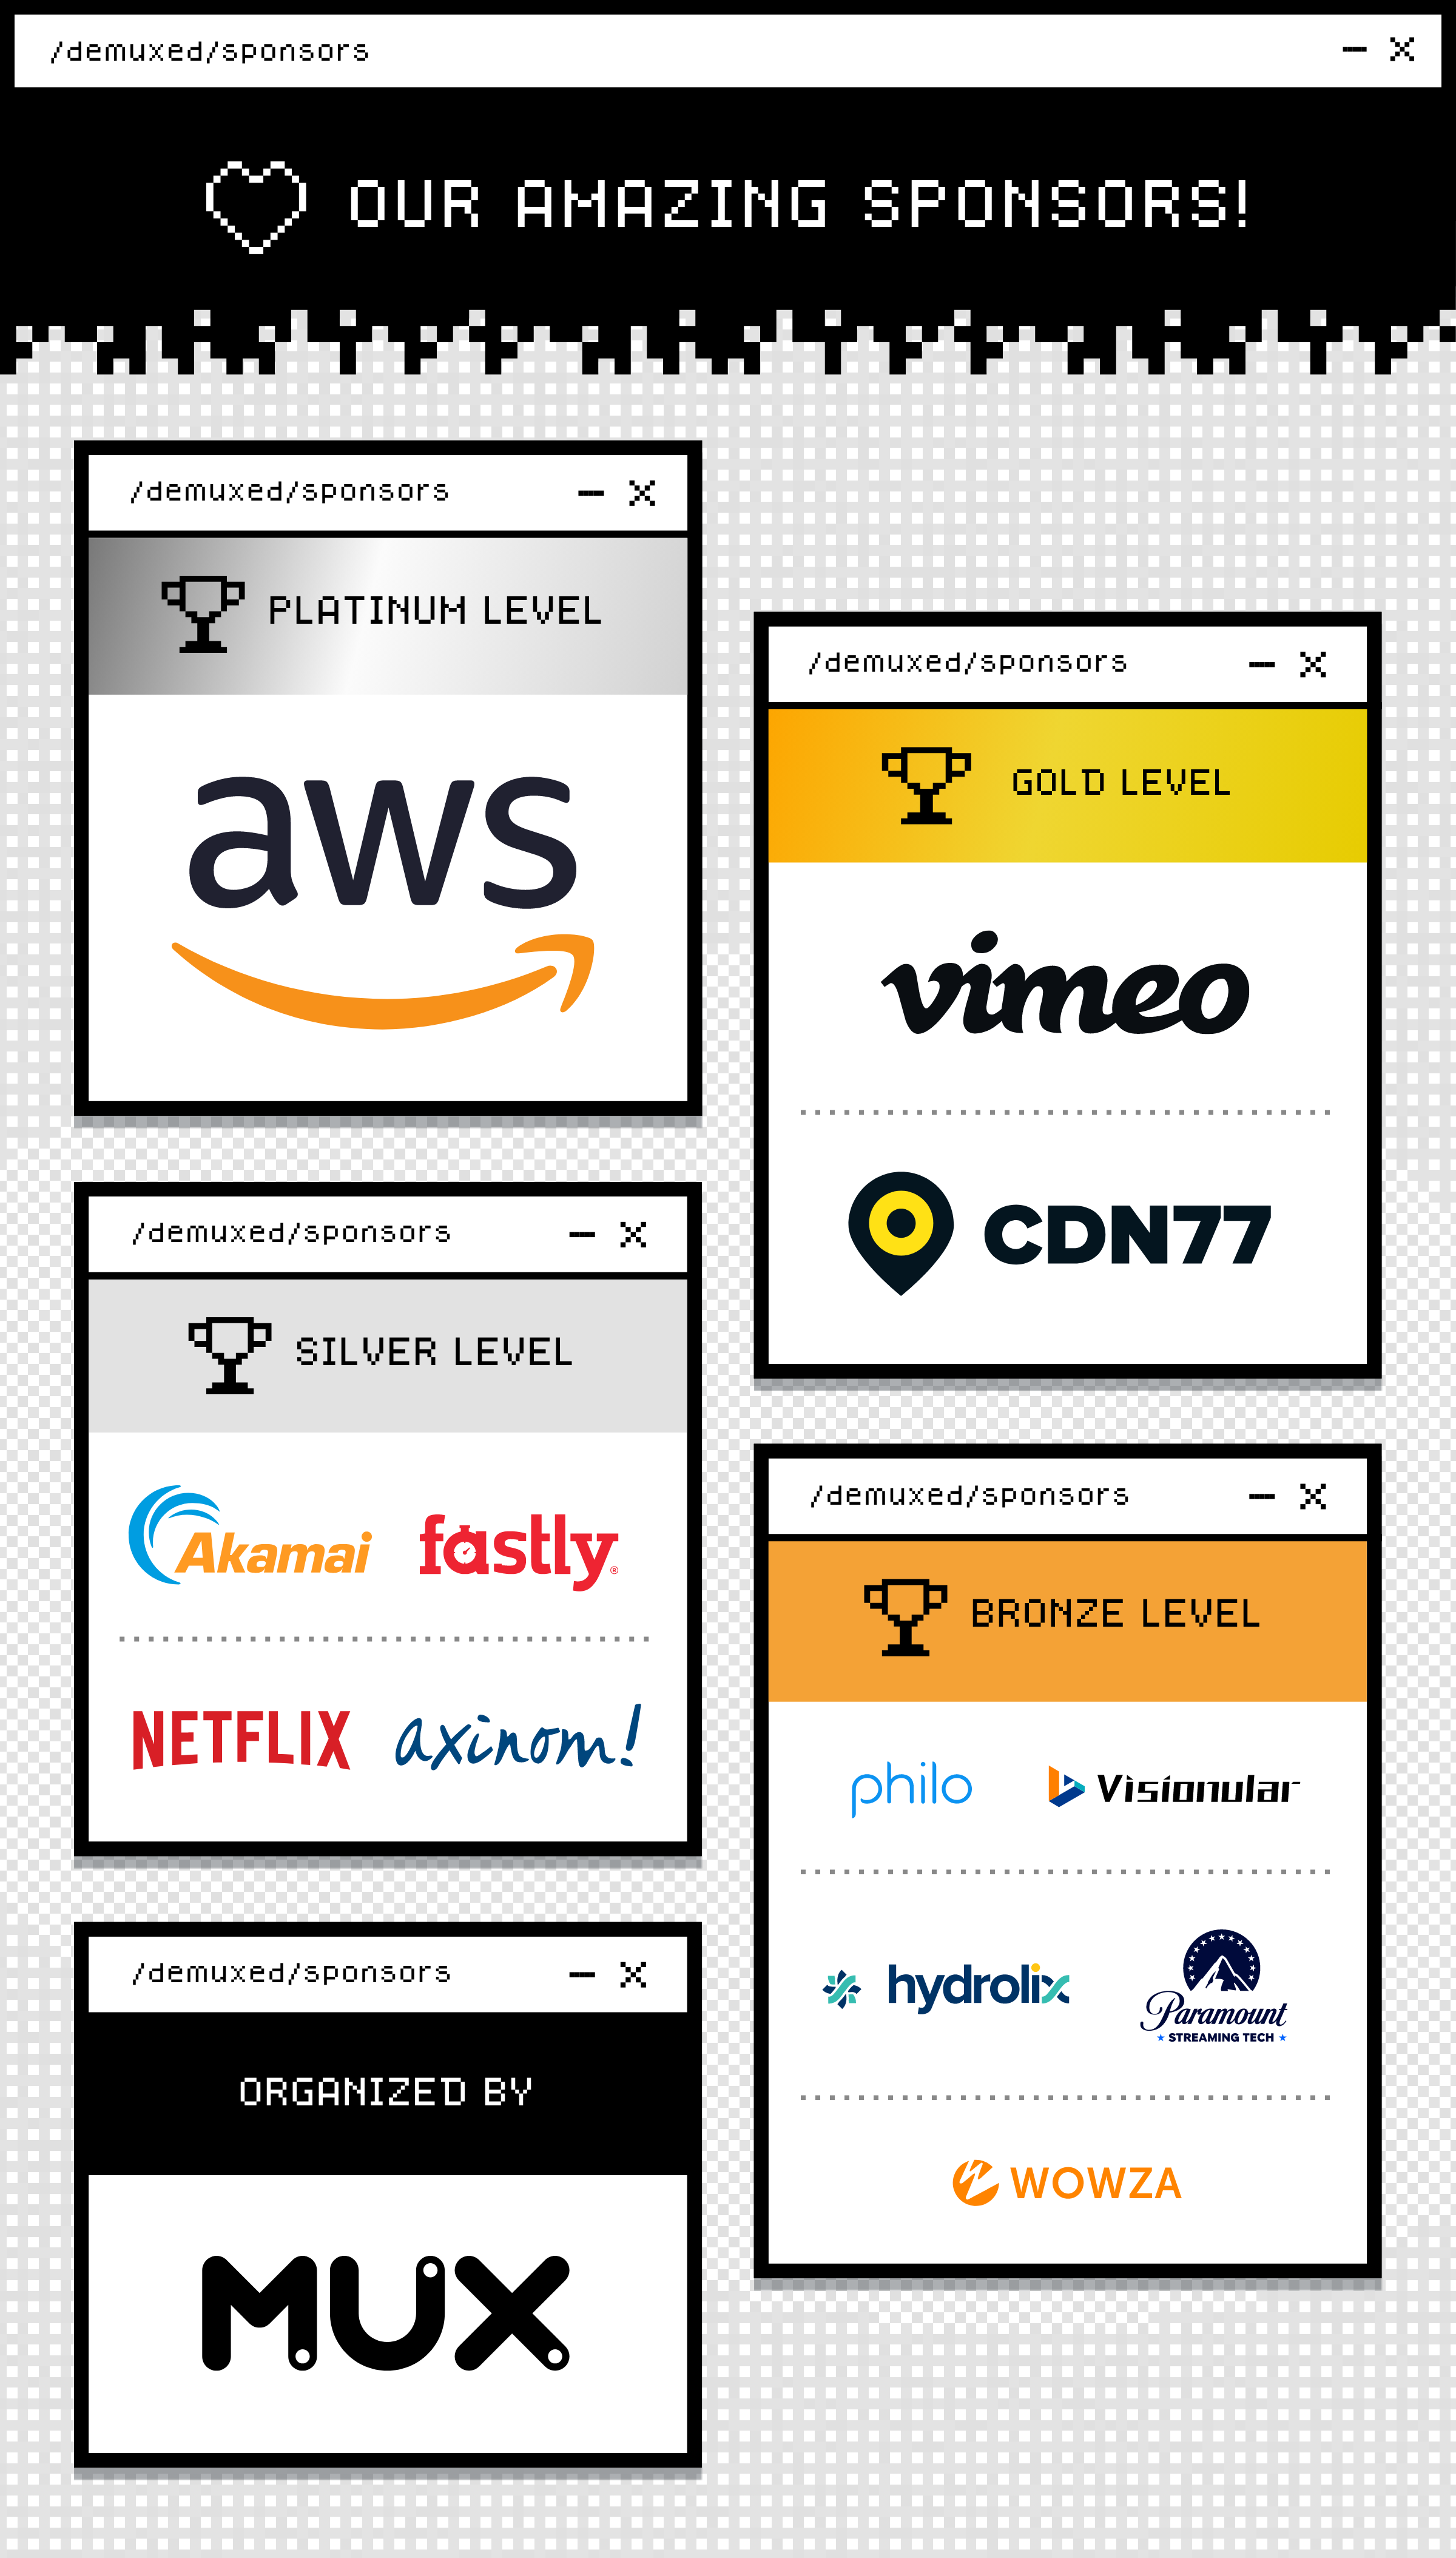 /demuxed/sponsors
OUR AMAZING SPONSORS!
/demuxed/sponsors
PLATINUM LEVEL
aws
/demuxed/sponsors
GOLD LEVEL
vimeo
CDN77
/demuxed/sponsors
SILVER LEVEL
Akamai fastly®
NETFLIX axinom!
/demuxed/sponsors
BRONZE LEVEL
philo Visionular
hydrolix Paramount
STREAMING TECH
WOWZA
/demuxed/sponsors
ORGANIZED BY
MUX